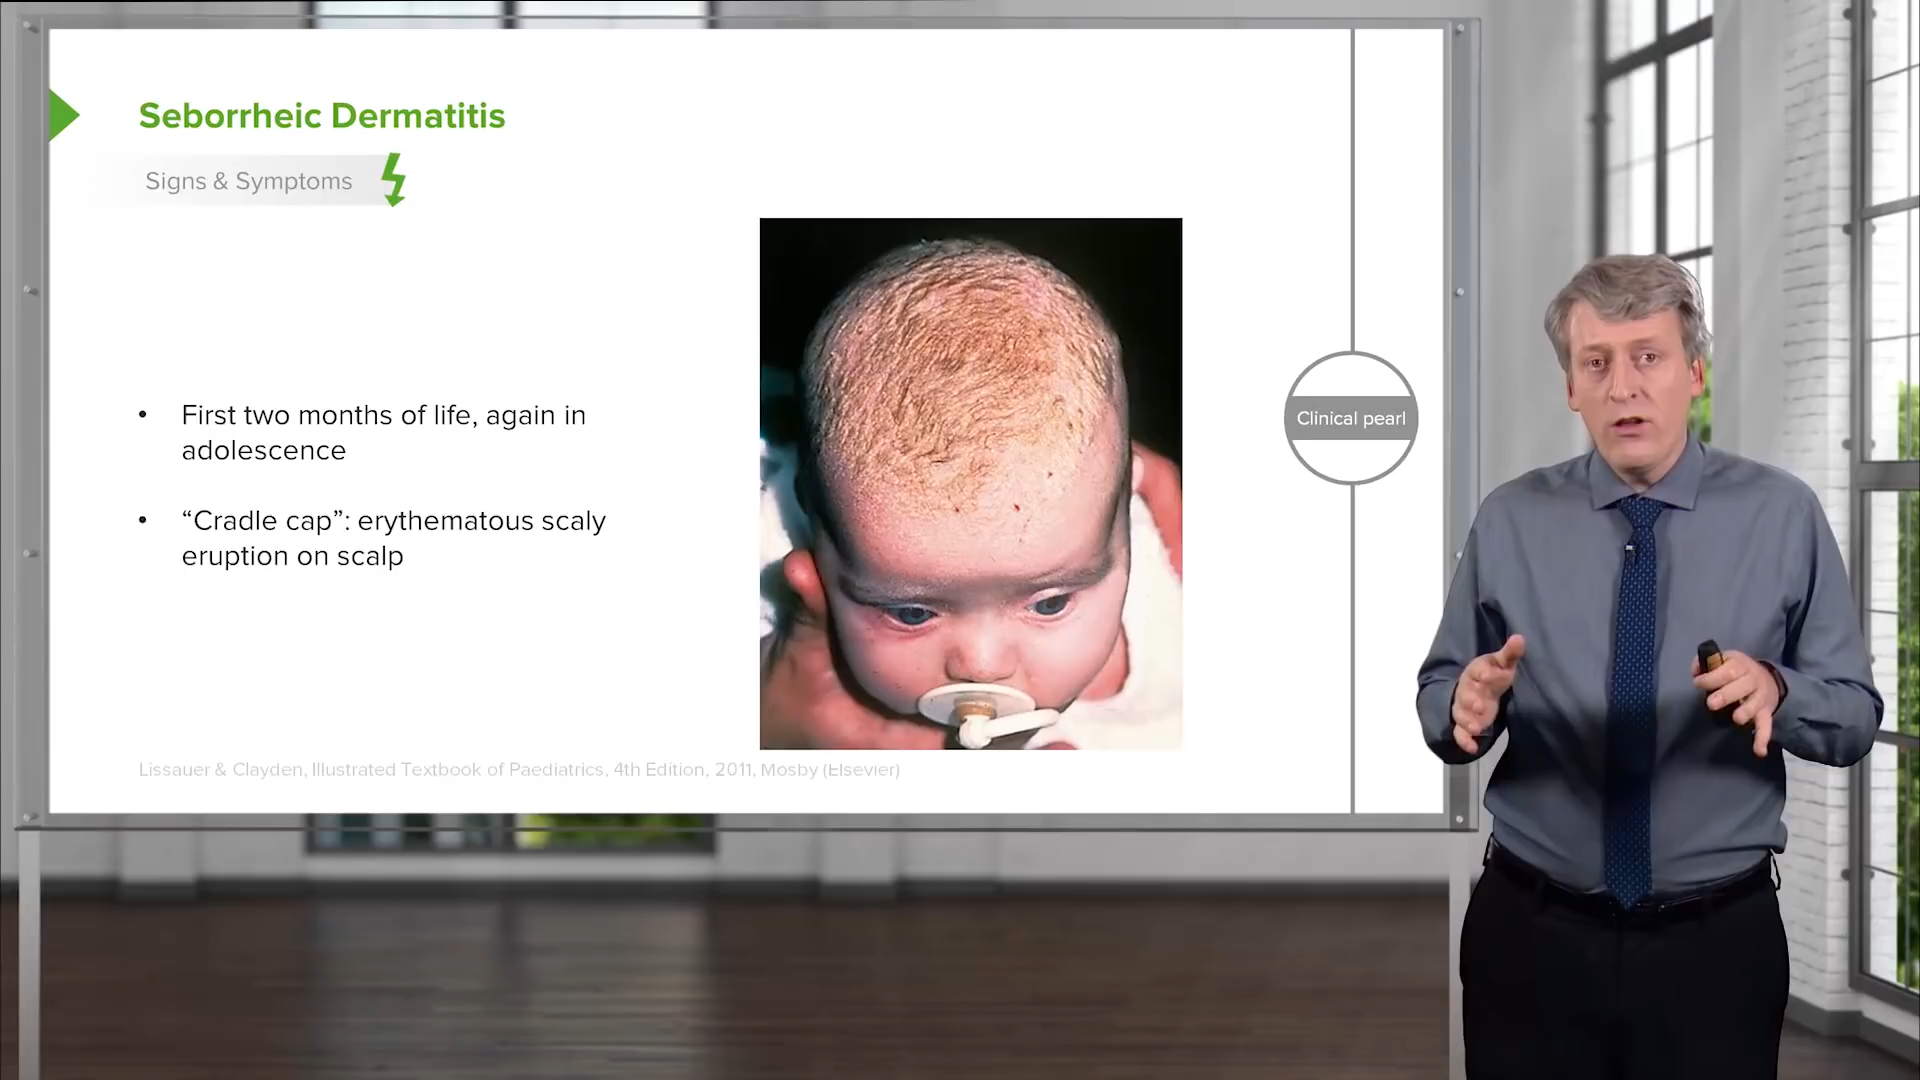 Seborrheic Dermatitis
Signs & Symptoms
• First two months of life, again in
adolescence
• “Cradle cap”: erythematous scaly
eruption on scalp
Clinical pearl
Lissauer & Clayden, Illustrated Textbook of Paediatrics, 4th Edition, 2011, Mosby (Elsevier)